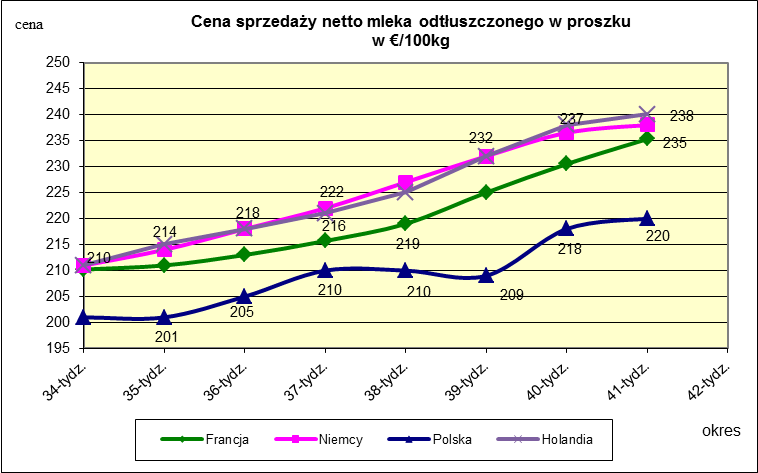 cena
Cena sprzedaży netto mleka odtłuszczonego w proszku
w €/100kg
250
245
240
235
230
225
220
215
210
205
200
195
210
214
218
222
232
237
238
235
216
219
201
205
210
210
209
218
220
34-tydz.
35-tydz.
36-tydz.
37-tydz.
38-tydz.
39-tydz.
40-tydz.
41-tydz.
42-tydz.
okres
Francja
Niemcy
Polska
Holandia